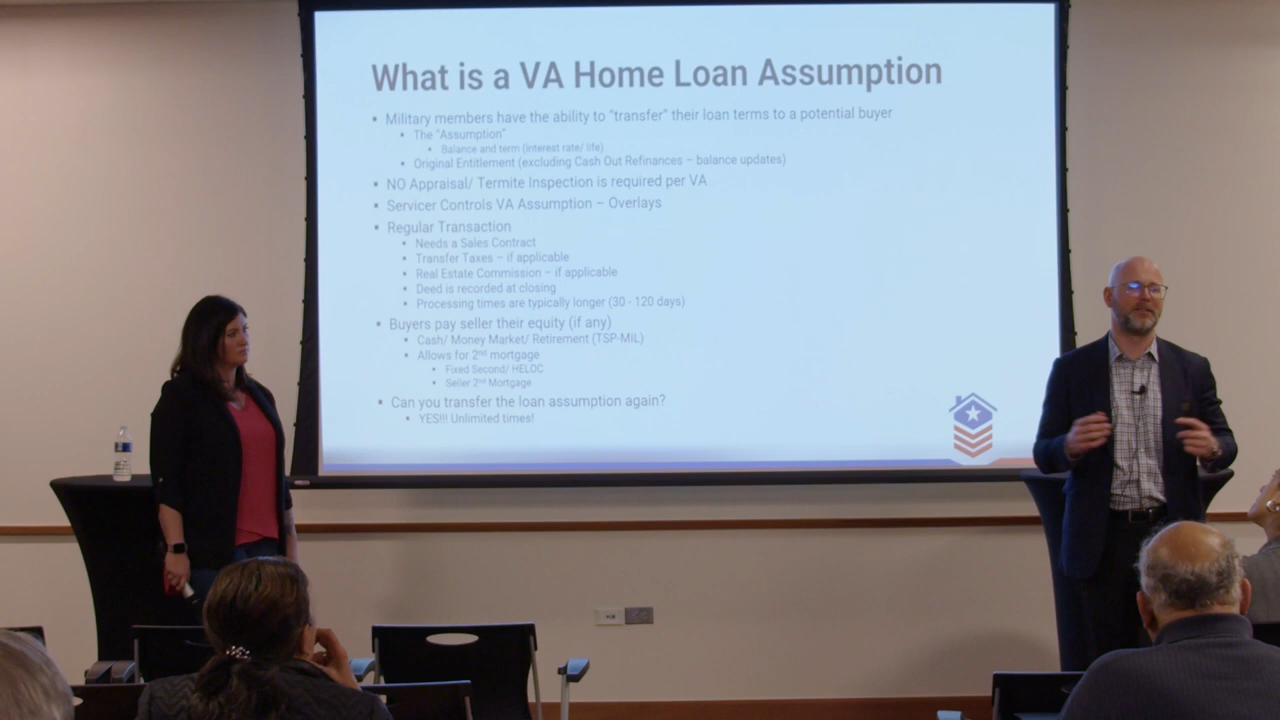 What is a VA Home Loan Assumption
▪ Military members have the ability to "transfer" their loan terms to a potential buyer
▪ The "Assumption"
▪ Balance and term (interest rate/ life)
▪ Original Entitlement (excluding Cash Out Refinances – balance updates)
▪ NO Appraisal/ Termite Inspection is required per VA
▪ Servicer Controls VA Assumption – Overlays
▪ Regular Transaction
▪ Needs a Sales Contract
▪ Transfer Taxes – if applicable
▪ Real Estate Commission – if applicable
▪ Deed is recorded at closing
▪ Processing times are typically longer (30 - 120 days)
▪ Buyers pay seller their equity (if any)
▪ Cash/ Money Market/ Retirement (TSP-MIL)
▪ Allows for 2nd mortgage
▪ Fixed Second/ HELOC
▪ Seller 2nd Mortgage
▪ Can you transfer the loan assumption again?
▪ YES!!! Unlimited times!